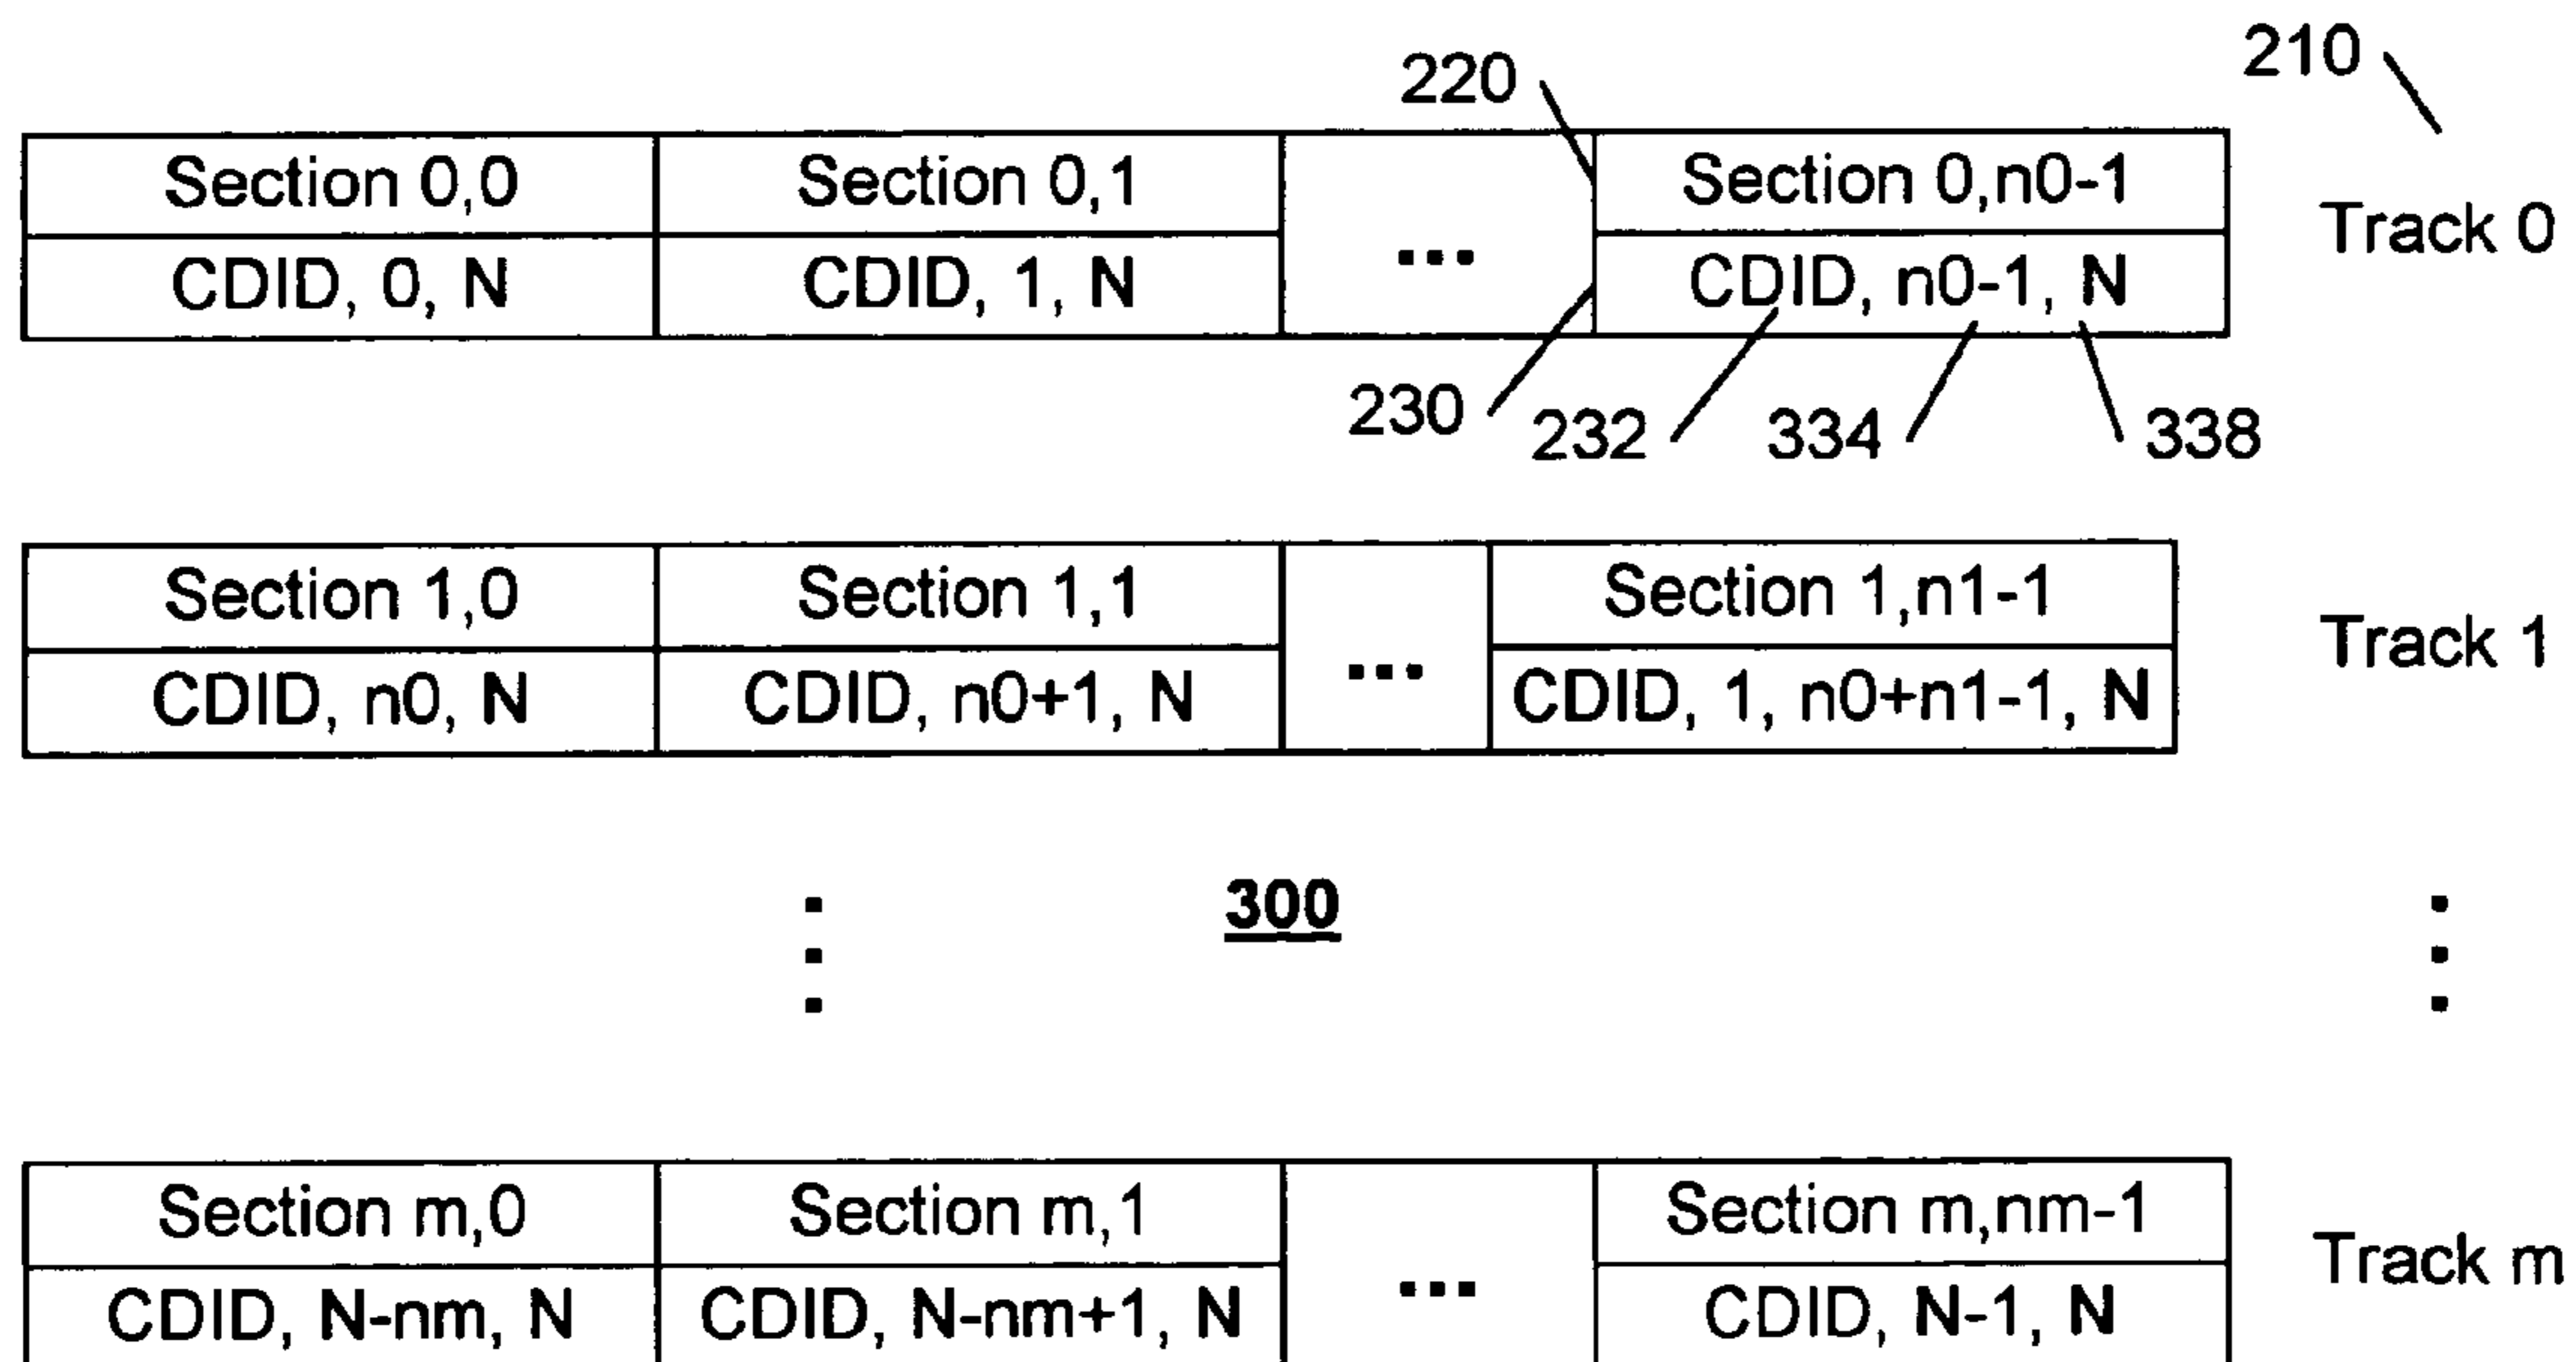 210
220
Section 0,0 Section 0,1 Section 0,n0-1
Track 0
... 
CDID, 0, N CDID, 1, N CDID, n0-1, N
230 232 334 338
Section 1,0 Section 1,1 Section 1,n1-1
Track 1
...
CDID, n0, N CDID, n0+1, N CDID, 1, n0+n1-1, N
300
Section m,0 Section m,1 Section m,nm-1
Track m
...
CDID, N-nm, N CDID, N-nm+1, N CDID, N-1, N